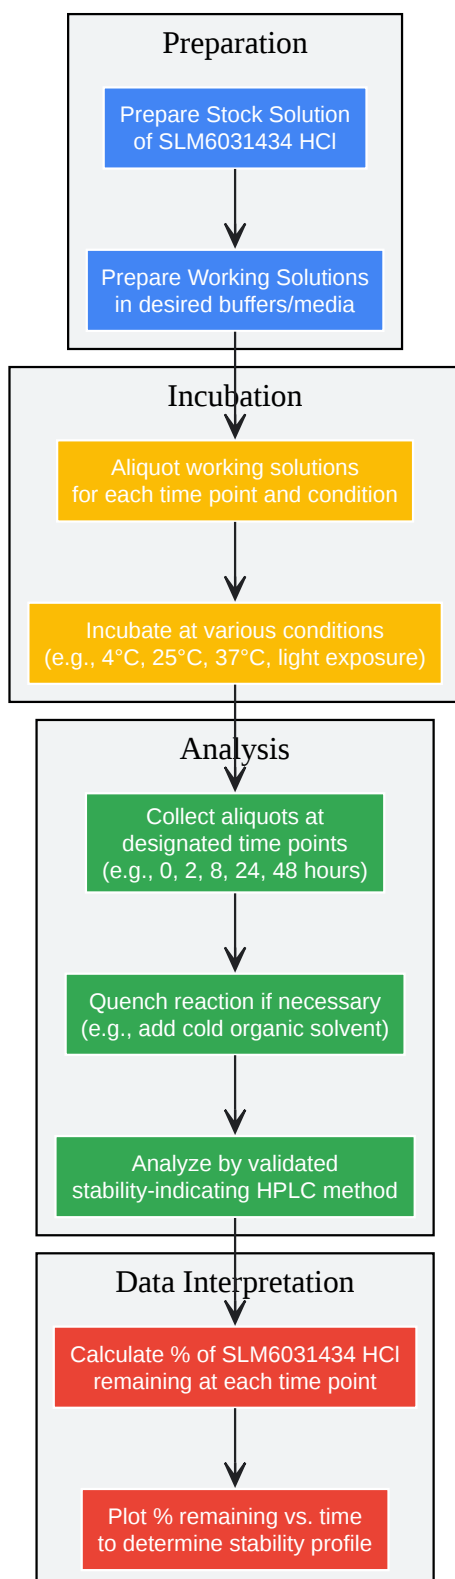 Preparation
Prepare Stock Solution
of SLM6031434 HCl
Prepare Working Solutions
in desired buffers/media
Incubation
Aliquot working solutions
for each time point and condition
Incubate at various conditions
(e.g., 4°C, 25°C, 37°C, light exposure)
Analysis
Collect aliquots at
designated time points
(e.g., 0, 2, 8, 24, 48 hours)
Quench reaction if necessary
(e.g., add cold organic solvent)
Analyze by validated
stability-indicating HPLC method
Data Interpretation
Calculate % of SLM6031434 HCl
remaining at each time point
Plot % remaining vs. time
to determine stability profile